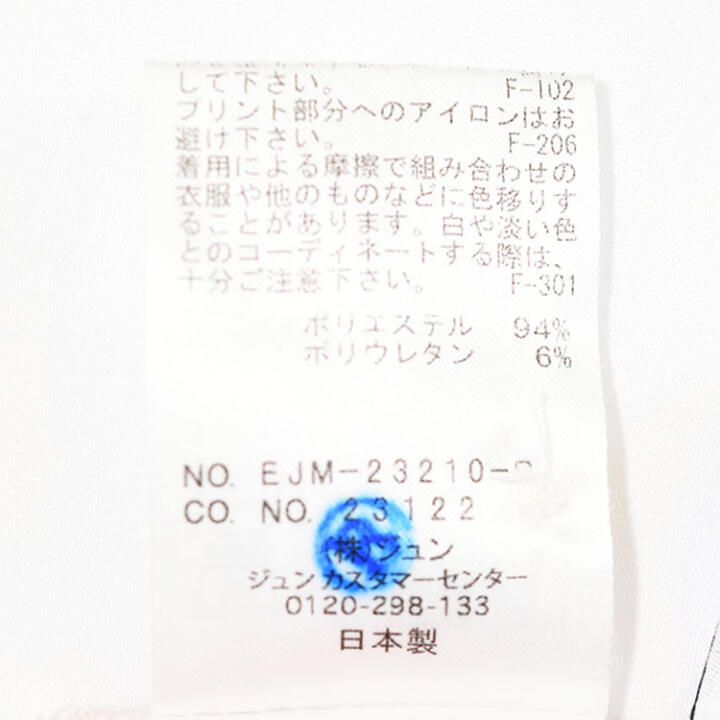 して下さい。 F-102
プリント部分へのアイロンはお
避け下さい。 F-206
着用による摩擦で組み合わせの
衣服や他のものなどに色移りす
ることがあります。白や淡い色
とのコーディネートする際は、
十分ご注意下さい。 F-301
ポリエステル 94%
ポリウレタン 6%
NO. EJM-23210-
CO. NO. 23122
(株)ジュン
ジュンカスタマーセンター
0120-298-133
日本製